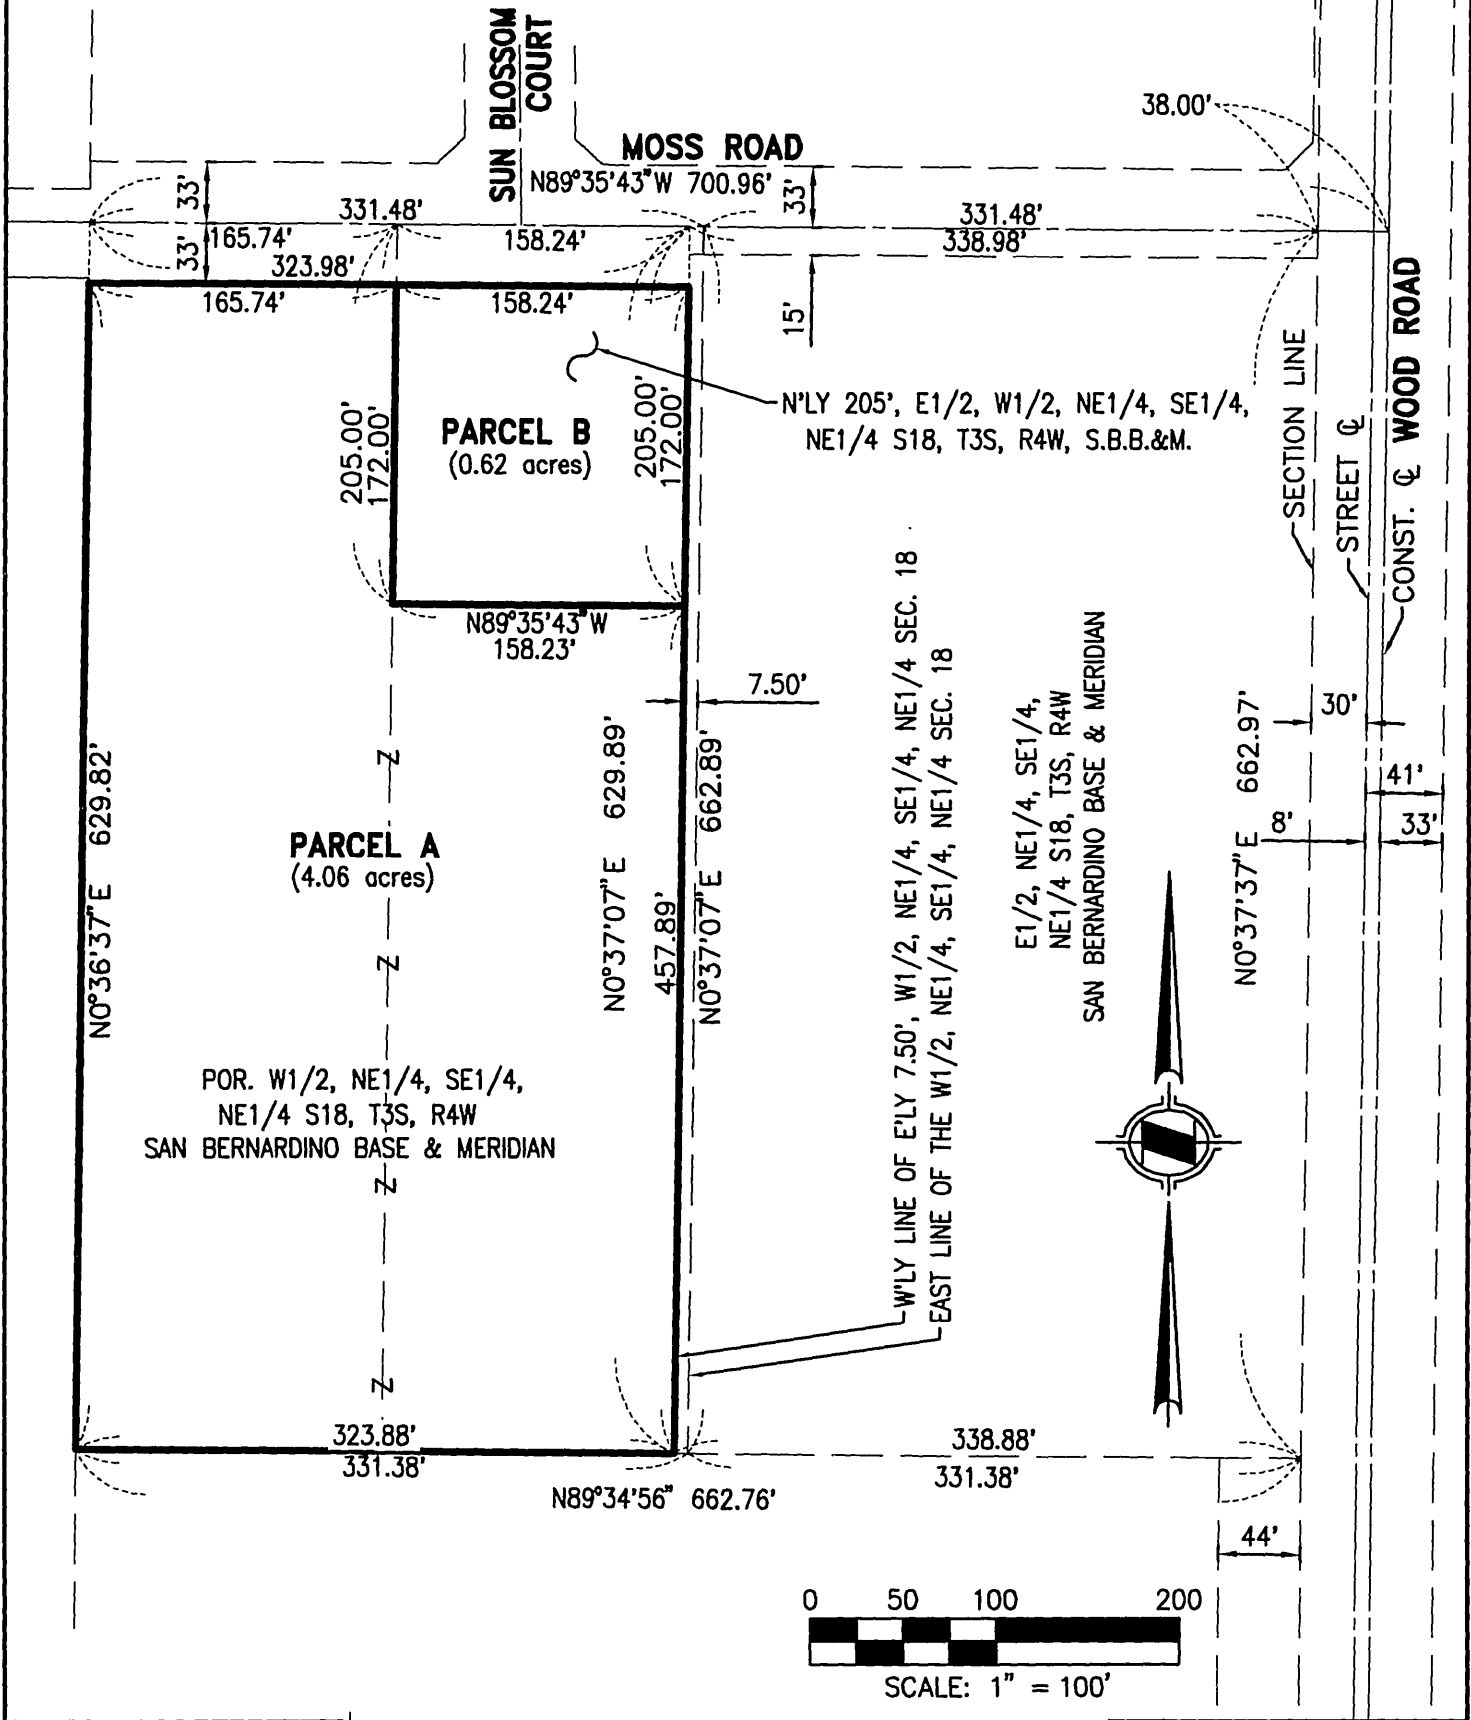 SUN BLOSSOM
COURT
38.00'
MOSS ROAD
N89°35'43"W 700.96'
33'
33'
33'
331.48'
165.74'
158.24'
331.48'
338.98'
323.98'
165.74'
158.24'
15'
N'LY 205', E1/2, W1/2, NE1/4, SE1/4,
NE1/4 S18, T3S, R4W, S.B.B.&M.
205.00'
172.00'
PARCEL B
(0.62 acres)
205.00'
172.00'
SECTION LINE
STREET ℄
CONST. ℄ WOOD ROAD
N89°35'43"W
158.23'
7.50'
N0°36'37"E 629.82'
PARCEL A
(4.06 acres)
N0°37'07"E 629.89'
457.89'
N0°37'07"E 662.89'
W'LY LINE OF E'LY 7.50', W1/2, NE1/4, SE1/4, NE1/4 SEC. 18
EAST LINE OF THE W1/2, NE1/4, SE1/4, NE1/4 SEC. 18
E1/2, NE1/4, SE1/4,
NE1/4 S18, T3S, R4W
SAN BERNARDINO BASE & MERIDIAN
N0°37'37"E 662.97'
30'
41'
8'
33'
Z
Z
POR. W1/2, NE1/4, SE1/4,
NE1/4 S18, T3S, R4W
SAN BERNARDINO BASE & MERIDIAN
Z
Z
323.88'
331.38'
338.88'
331.38'
N89°34'56" 662.76'
44'
0 50 100 200
SCALE: 1" = 100'